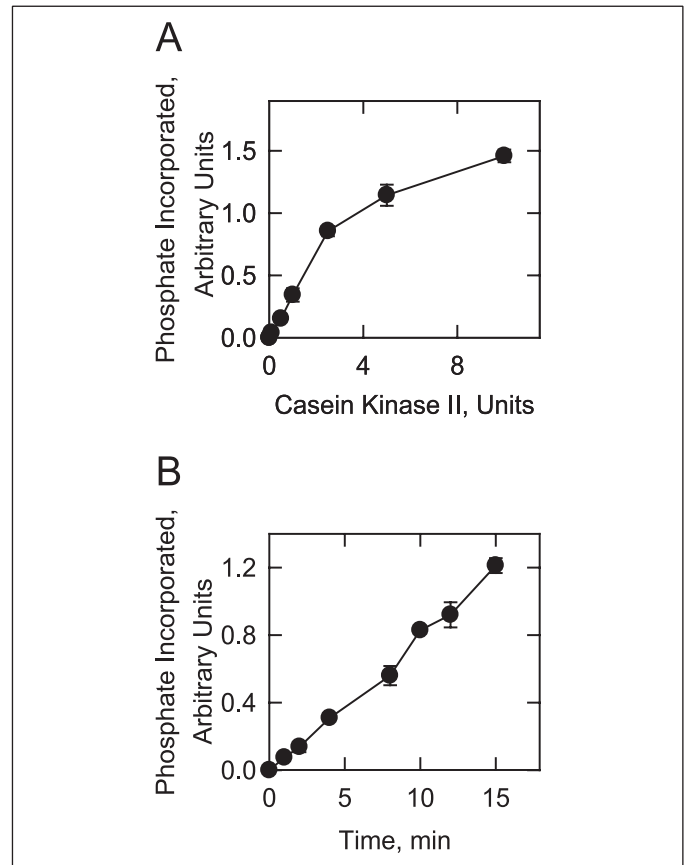 A
Phosphate Incorporated,
Arbitrary Units
1.5
1.0
0.5
0.0
0 4 8
Casein Kinase II, Units
B
Phosphate Incorporated,
Arbitrary Units
1.2
0.8
0.4
0.0
0 5 10 15
Time, min